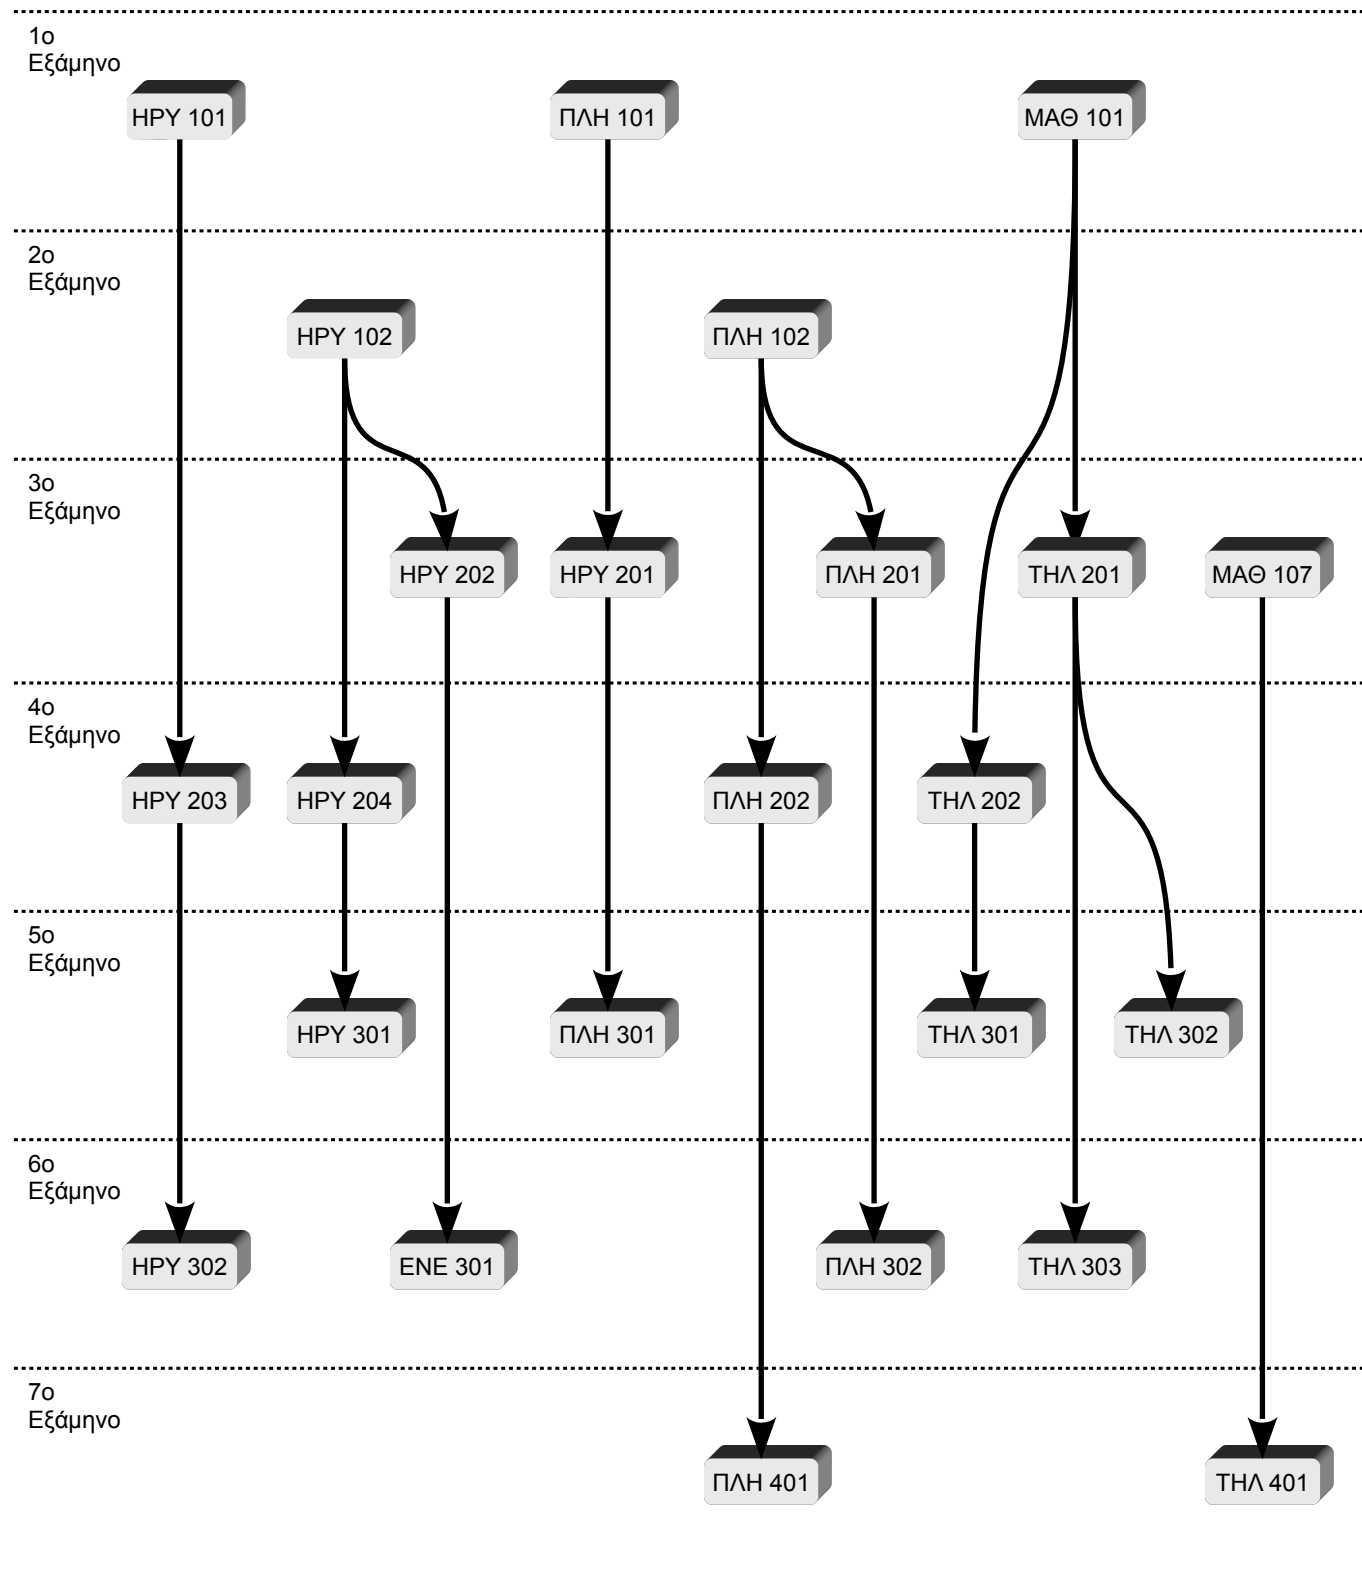 1ο
Εξάμηνο
ΗΡΥ 101 ΠΛΗ 101 ΜΑΘ 101
2ο
Εξάμηνο
ΗΡΥ 102 ΠΛΗ 102
3ο
Εξάμηνο
ΗΡΥ 202 ΗΡΥ 201 ΠΛΗ 201 ΤΗΛ 201 ΜΑΘ 107
4ο
Εξάμηνο
ΗΡΥ 203 ΗΡΥ 204 ΠΛΗ 202 ΤΗΛ 202
5ο
Εξάμηνο
ΗΡΥ 301 ΠΛΗ 301 ΤΗΛ 301 ΤΗΛ 302
6ο
Εξάμηνο
ΗΡΥ 302 ΕΝΕ 301 ΠΛΗ 302 ΤΗΛ 303
7ο
Εξάμηνο
ΠΛΗ 401 ΤΗΛ 401